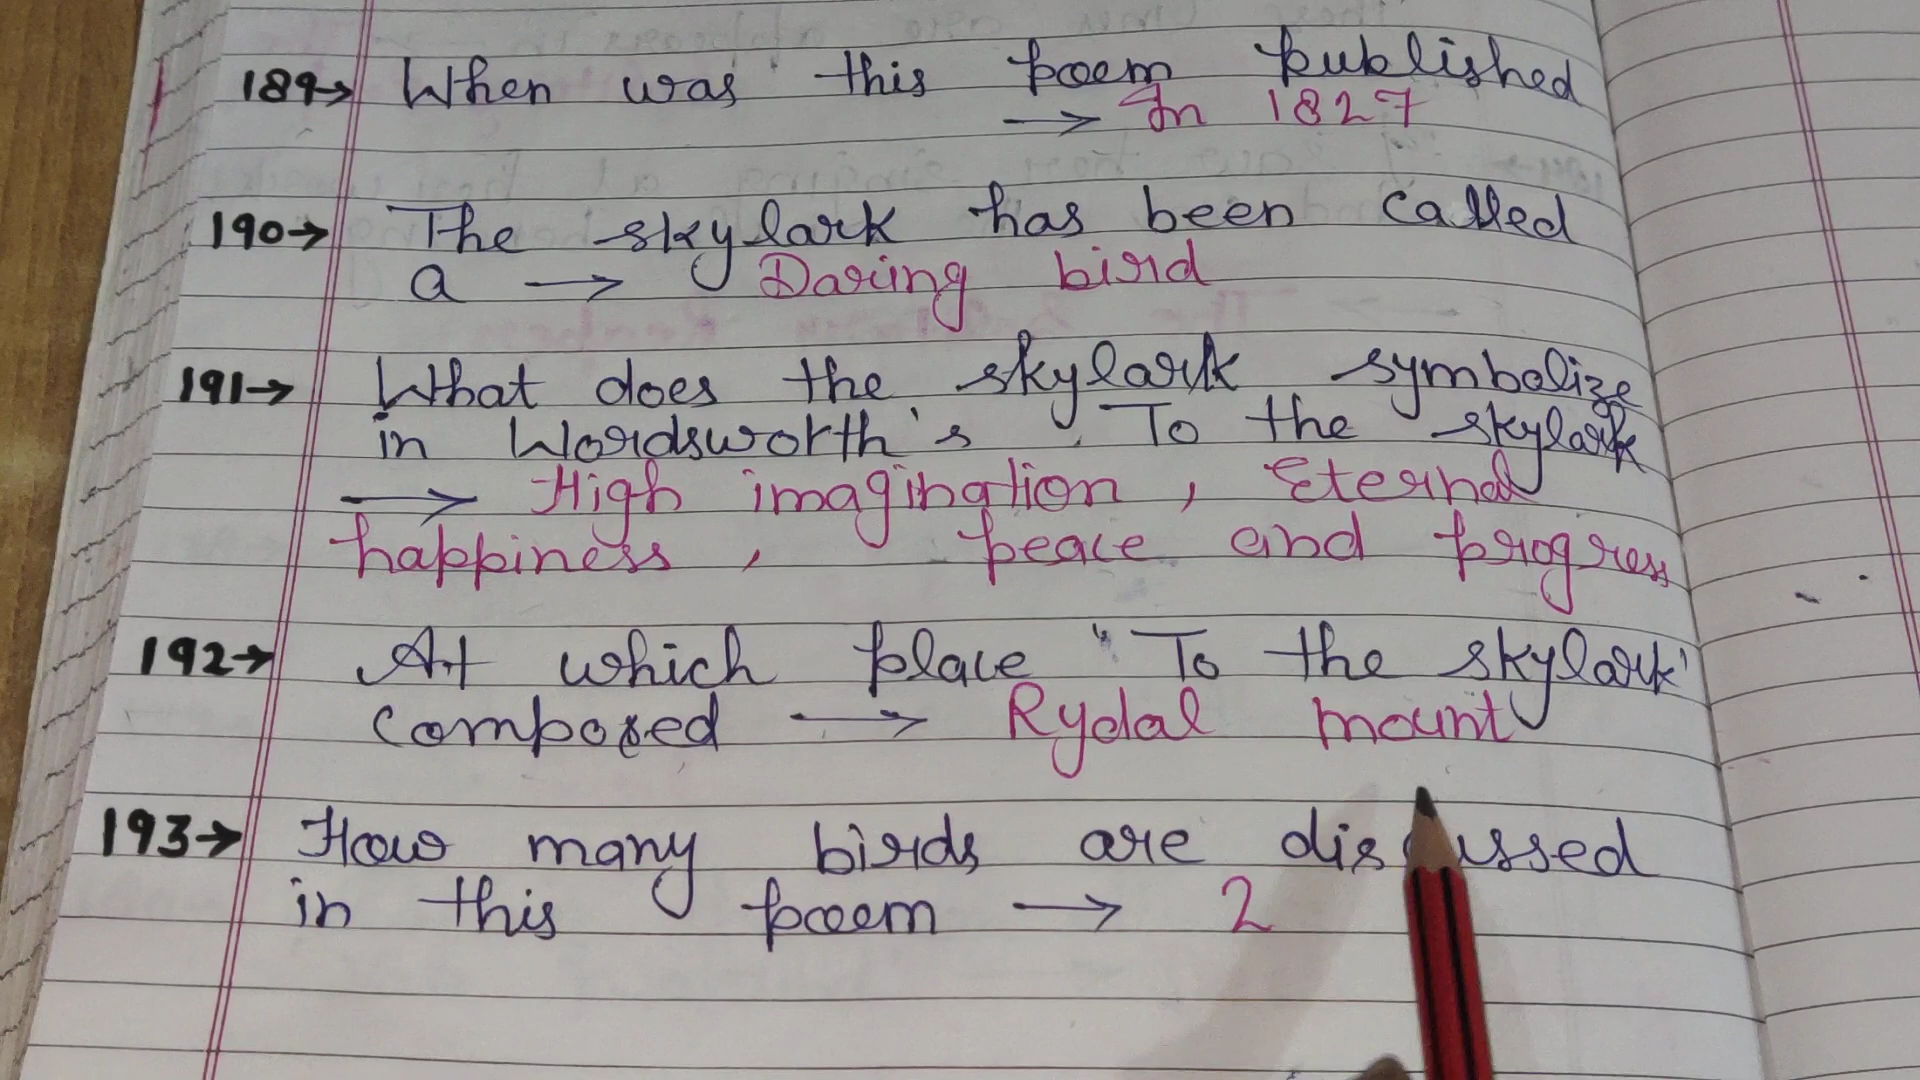 189→ When was this poem published
→ In 1827
190→ The skylark has been called
a → Daring bird
191→ What does the skylark symbolize
in Wordsworth's To the skylark
→ High imagination, Eternal
happiness, peace and progress
192→ At which place "To the skylark"
composed → Rydal mount
193→ How many birds are discussed
in this poem → 2